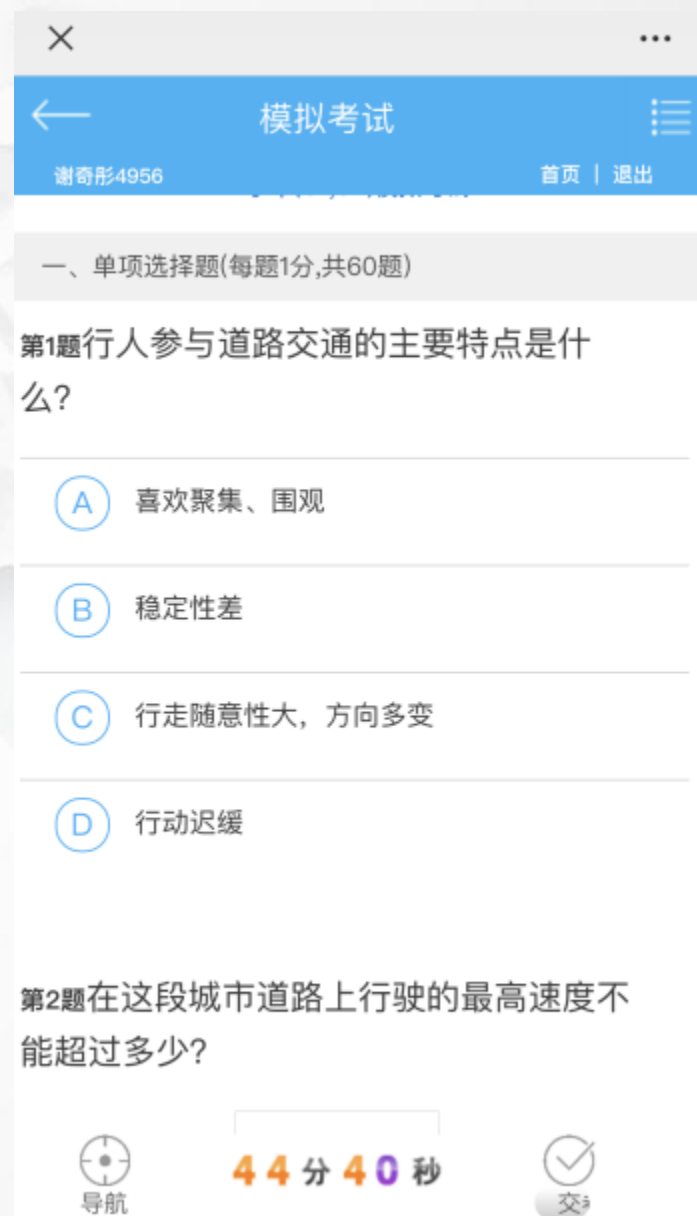 模拟考试
谢奇彤4956
首页 | 退出
一、单项选择题(每题1分,共60题)
第1题行人参与道路交通的主要特点是什
么?
A 喜欢聚集、围观
B 稳定性差
C 行走随意性大，方向多变
D 行动迟缓
第2题在这段城市道路上行驶的最高速度不
能超过多少?
44分40秒
导航
交